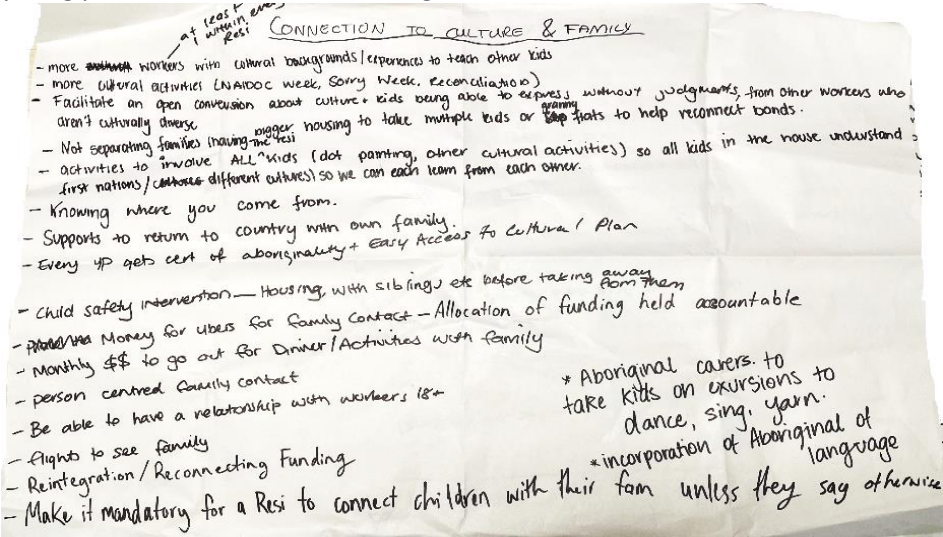 at least
1 within every
Resi
CONNECTION TO CULTURE & FAMILY
- more workers with cultural backgrounds/experiences to teach other kids
- more cultural activities (NAIDOC week, Sorry Week, Reconciliation)
- Facilitate an open conversion about culture + kids being able to express without judgments, from other workers who
aren't culturally diverse
- Not separating families (having bigger housing to take multiple kids or granny flats to help reconnect bonds.
- activities to involve ALL the resi kids (dot painting, other cultural activities) so all kids in the house understand
first nations/ different cultures) so we can each learn from each other.
- Knowing where you come from.
- Supports to return to country with own family.
- Every YP gets cert of aboriginality + Easy Access to Cultural Plan
- Child safety intervention — Housing, with siblings etc before taking away from them
- Money for ubers for family contact - Allocation of funding held accountable
- Monthly $$ to go out for Dinner/Activities with family
- person centred family contact
- Be able to have a relationship with workers 18+
- flights to see family
- Reintegration/Reconnecting Funding
- Make it mandatory for a Resi to connect children with their fam unless they say otherwise
* Aboriginal carers. to
take kids on exursions to
dance, sing, yarn.
* incorporation of Aboriginal of
language